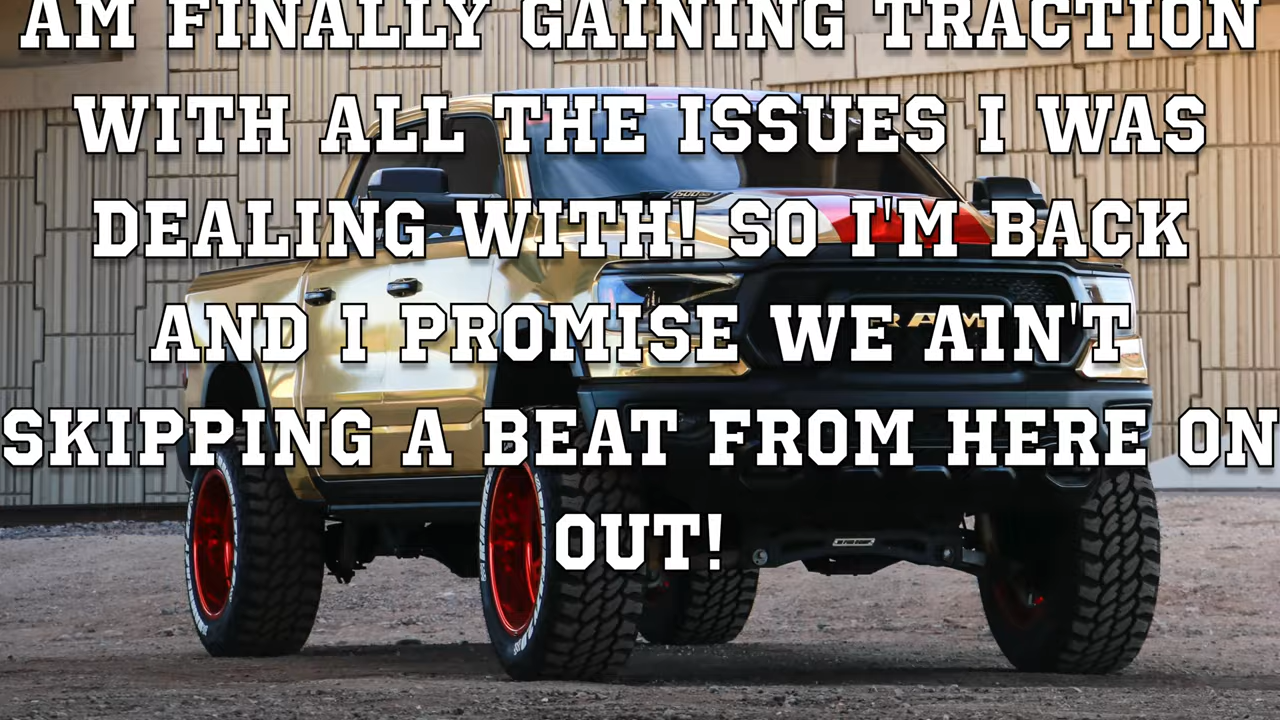 AM FINALLY GAINING TRACTION
WITH ALL THE ISSUES I WAS
DEALING WITH! SO I'M BACK
AND I PROMISE WE AIN'T
SKIPPING A BEAT FROM HERE ON
OUT!
RAM